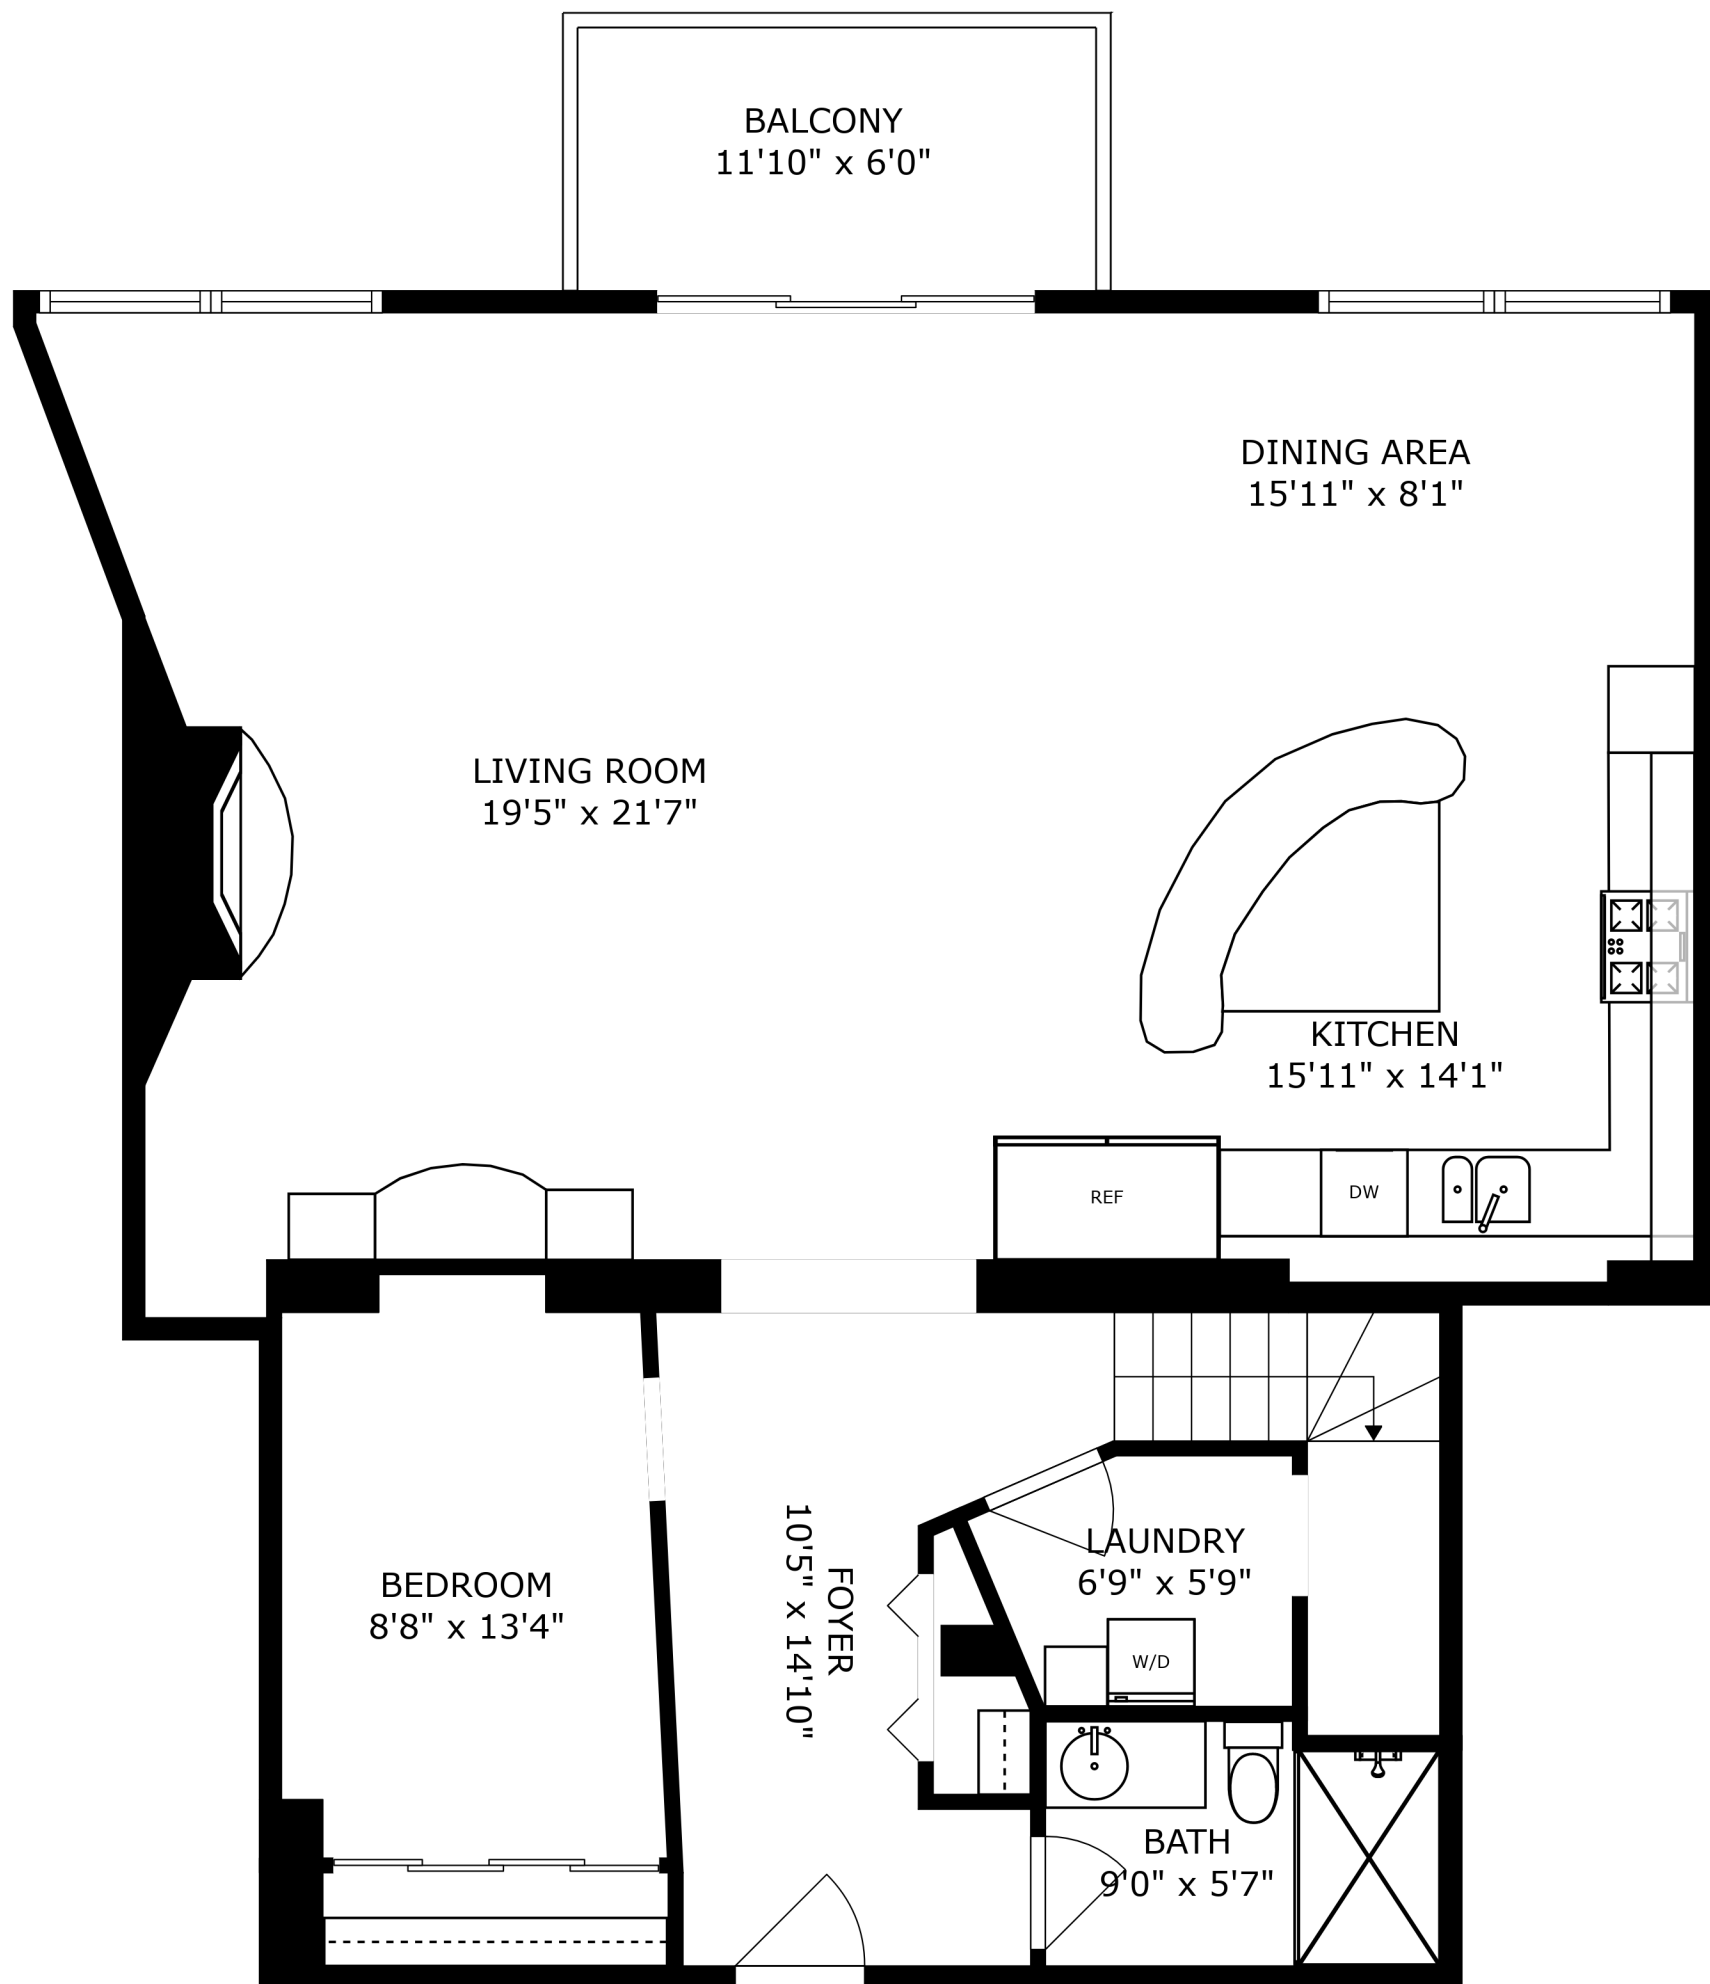 BALCONY
11'10" x 6'0"
DINING AREA
15'11" x 8'1"
LIVING ROOM
19'5" x 21'7"
KITCHEN
15'11" x 14'1"
REF
DW
LAUNDRY
6'9" x 5'9"
BEDROOM
8'8" x 13'4"
FOYER
10'5" x 14'10"
W/D
BATH
9'0" x 5'7"